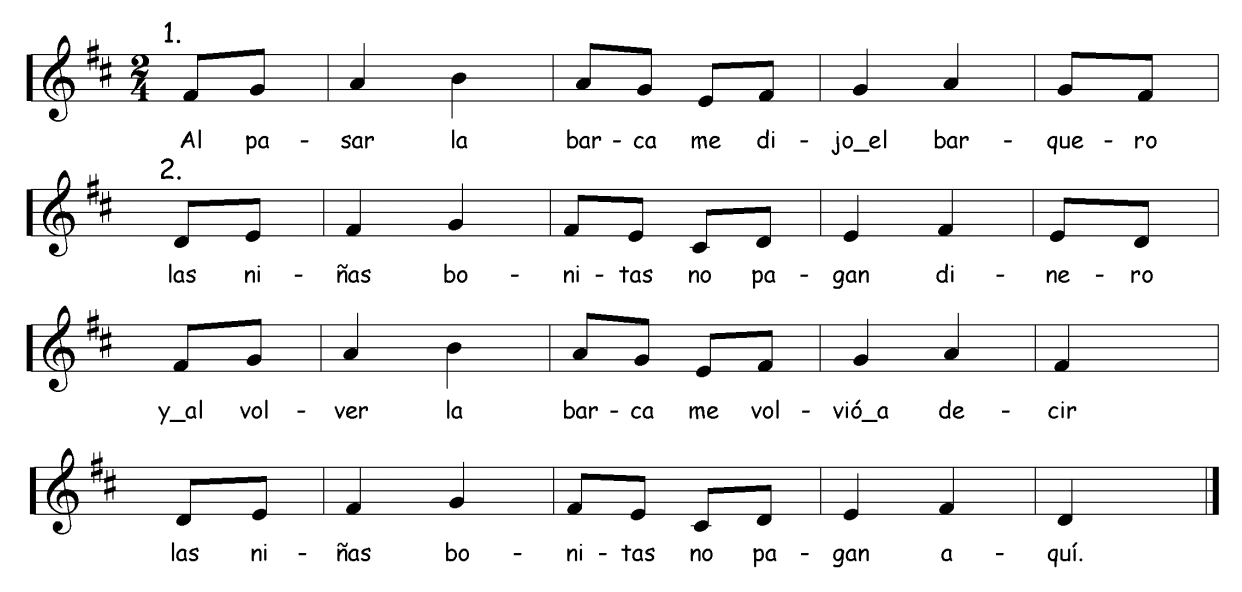 1.
2
4
Al pa - sar la bar - ca me di - jo_el bar - que - ro
2.
las ni - ñas bo - ni - tas no pa - gan di - ne - ro
y_al vol - ver la bar - ca me vol - vió_a de - cir
las ni - ñas bo - ni - tas no pa - gan a - quí.